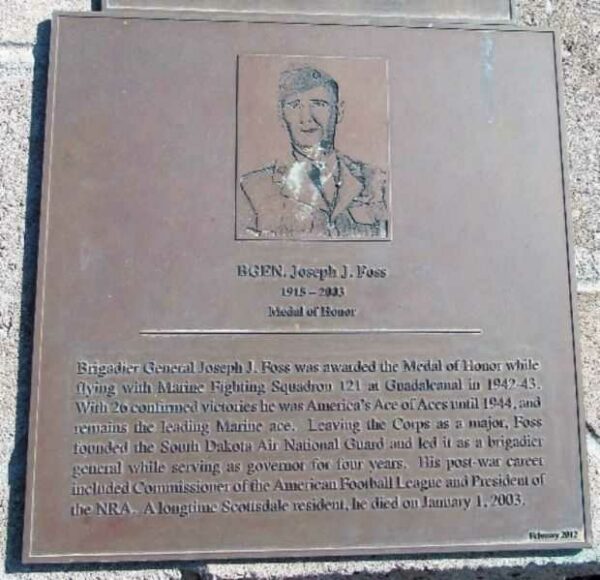 BGEN. Joseph J. Foss
1915 – 2003
Medal of Honor
Brigadier General Joseph J. Foss was awarded the Medal of Honor while
flying with Marine Fighting Squadron 121 at Guadalcanal in 1942-43.
With 26 confirmed victories he was America's Ace of Aces until 1944, and
remains the leading Marine ace. Leaving the Corps as a major, Foss
founded the South Dakota Air National Guard and led it as a brigadier
general while serving as governor for four years. His post-war career
included Commissioner of the American Football League and President of
the NRA. A longtime Scottsdale resident, he died on January 1, 2003.
February 2012